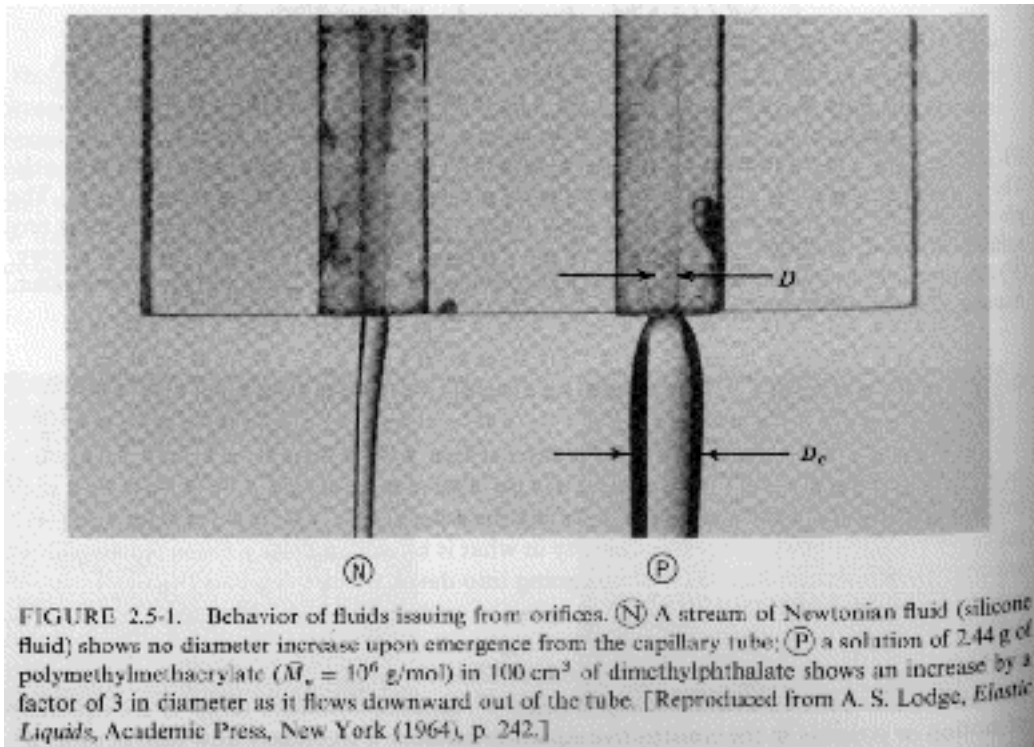 D
Dₑ
Ⓝ Ⓟ
FIGURE 2.5-1. Behavior of fluids issuing from orifices. Ⓝ A stream of Newtonian fluid (silicone
fluid) shows no diameter increase upon emergence from the capillary tube; Ⓟ a solution of 2.44 g of
polymethylmethacrylate (M̄ᵥ = 10⁶ g/mol) in 100 cm³ of dimethylphthalate shows an increase by a
factor of 3 in diameter as it flows downward out of the tube. [Reproduced from A. S. Lodge, Elastic
Liquids, Academic Press, New York (1964), p. 242.]